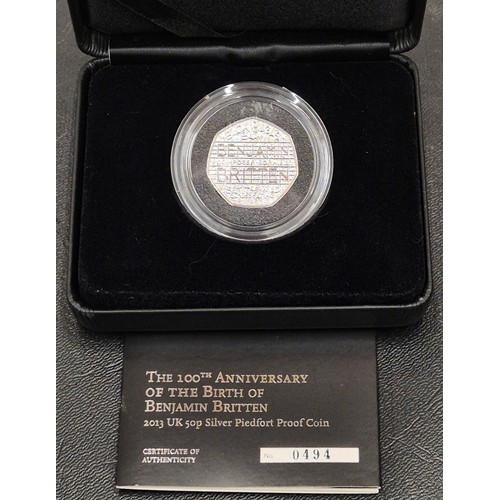 BENJAMIN
BRITTEN
THE 100TH ANNIVERSARY
OF THE BIRTH OF
BENJAMIN BRITTEN
2013 UK 50P SILVER PIEDFORT PROOF COIN
CERTIFICATE OF
AUTHENTICITY
No. 0494